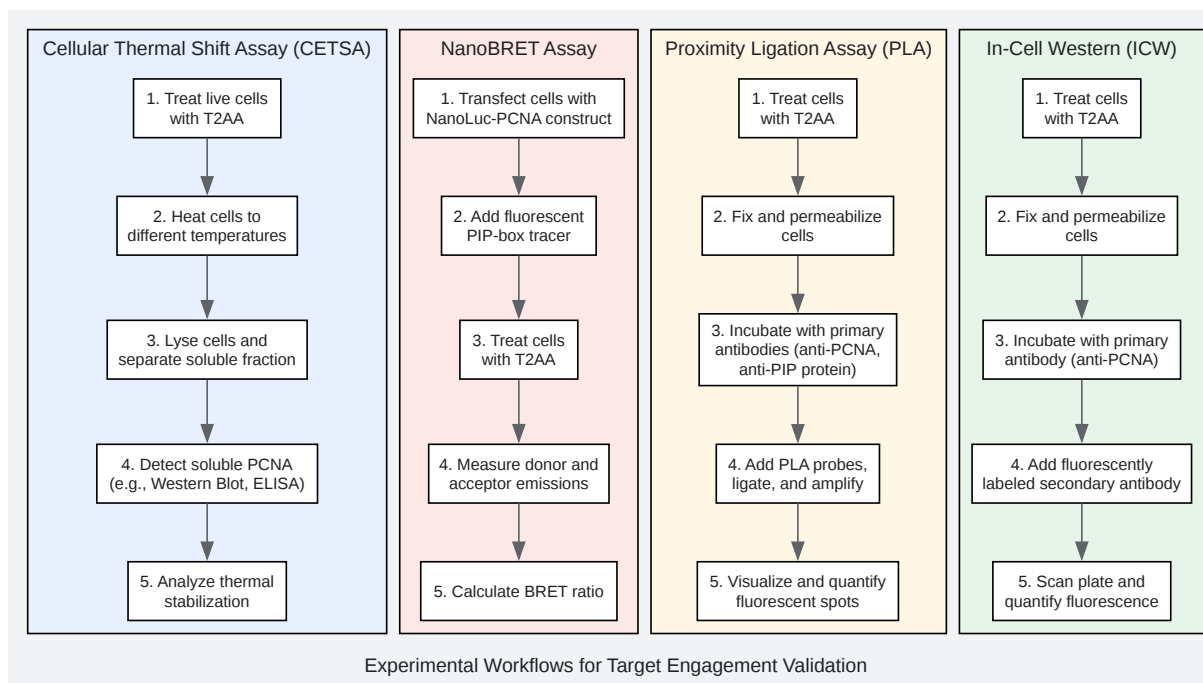 Cellular Thermal Shift Assay (CETSA)
1. Treat live cells
with T2AA
2. Heat cells to
different temperatures
3. Lyse cells and
separate soluble fraction
4. Detect soluble PCNA
(e.g., Western Blot, ELISA)
5. Analyze thermal
stabilization
NanoBRET Assay
1. Transfect cells with
NanoLuc-PCNA construct
2. Add fluorescent
PIP-box tracer
3. Treat cells
with T2AA
4. Measure donor and
acceptor emissions
5. Calculate BRET ratio
Proximity Ligation Assay (PLA)
1. Treat cells
with T2AA
2. Fix and permeabilize
cells
3. Incubate with primary
antibodies (anti-PCNA,
anti-PIP protein)
4. Add PLA probes,
ligate, and amplify
5. Visualize and quantify
fluorescent spots
In-Cell Western (ICW)
1. Treat cells
with T2AA
2. Fix and permeabilize
cells
3. Incubate with primary
antibody (anti-PCNA)
4. Add fluorescently
labeled secondary antibody
5. Scan plate and
quantify fluorescence
Experimental Workflows for Target Engagement Validation